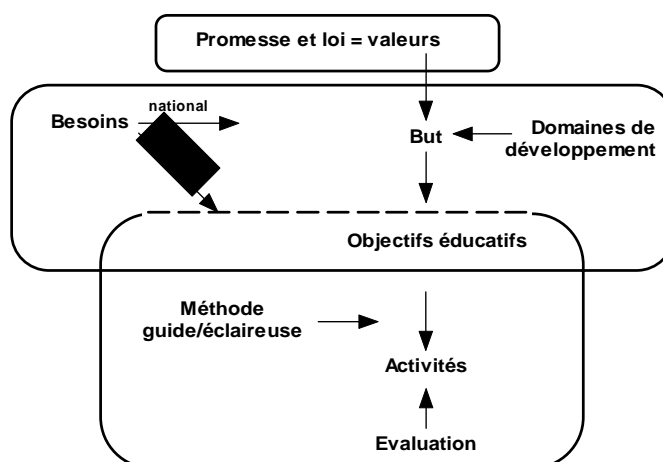 Promesse et loi = valeurs
national
Besoins
But
Domaines de
développement
Objectifs éducatifs
Méthode
guide/éclaireuse
Activités
Evaluation